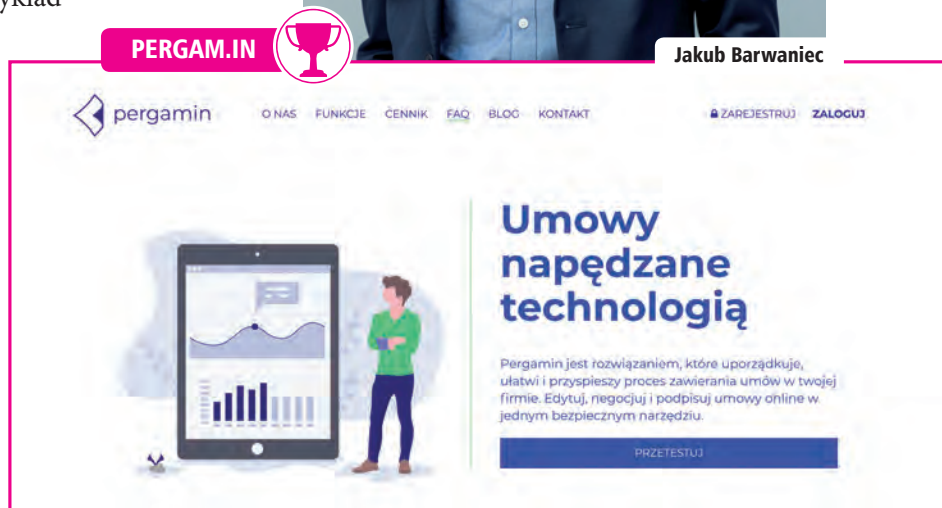 PERGAM.IN
Jakub Barwaniec
pergamin O NAS FUNKCJE CENNIK FAQ BLOG KONTAKT ZAREJESTRUJ ZALOGUJ
Umowy
napędzane
technologią
Pergamin jest rozwiązaniem, które uporządkuje,
ułatwi i przyspieszy proces zawierania umów w twojej
firmie. Edytuj, negocjuj i podpisuj umowy online w
jednym bezpiecznym narzędziu.
PRZETESTUJ